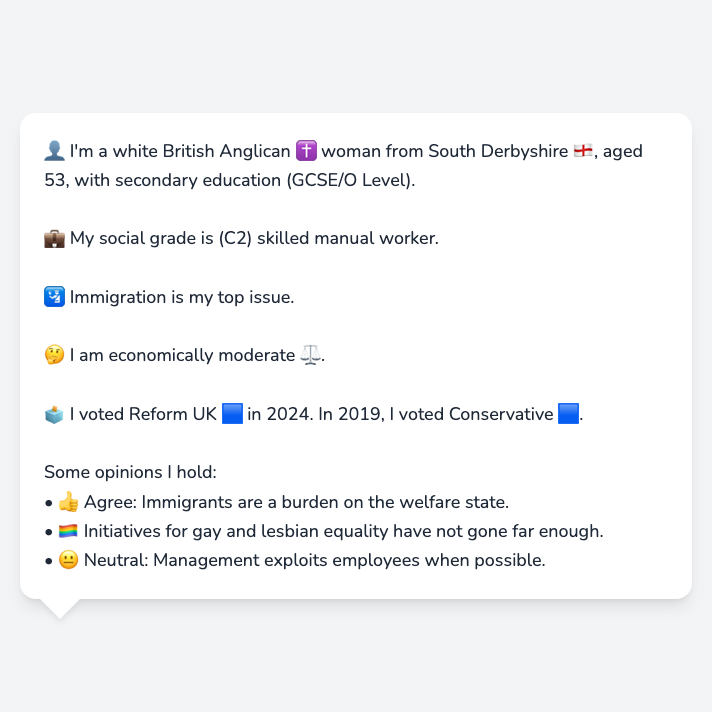 👤 I'm a white British Anglican ✝️ woman from South Derbyshire 🏴󠁧󠁢󠁥󠁮󠁧󠁿, aged
53, with secondary education (GCSE/O Level).
💼 My social grade is (C2) skilled manual worker.
🛂 Immigration is my top issue.
🤔 I am economically moderate ⚖️.
🗳️ I voted Reform UK 🟦 in 2024. In 2019, I voted Conservative 🟦.
Some opinions I hold:
• 👍 Agree: Immigrants are a burden on the welfare state.
• 🏳️‍🌈 Initiatives for gay and lesbian equality have not gone far enough.
• 😐 Neutral: Management exploits employees when possible.